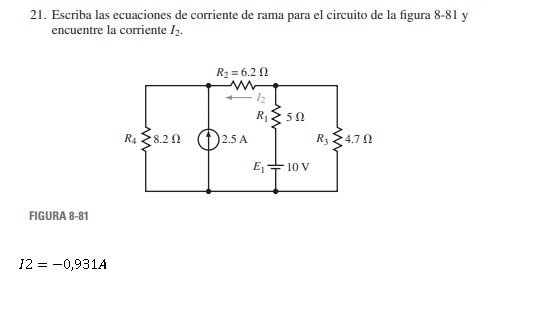 21. Escriba las ecuaciones de corriente de rama para el circuito de la figura 8-81 y
encuentre la corriente I₂.
R₂ = 6.2 Ω
I₂
R₁ 5 Ω
R₄ 8.2 Ω
2.5 A
R₃ 4.7 Ω
E₁ 10 V
FIGURA 8-81
I2 = −0,931A